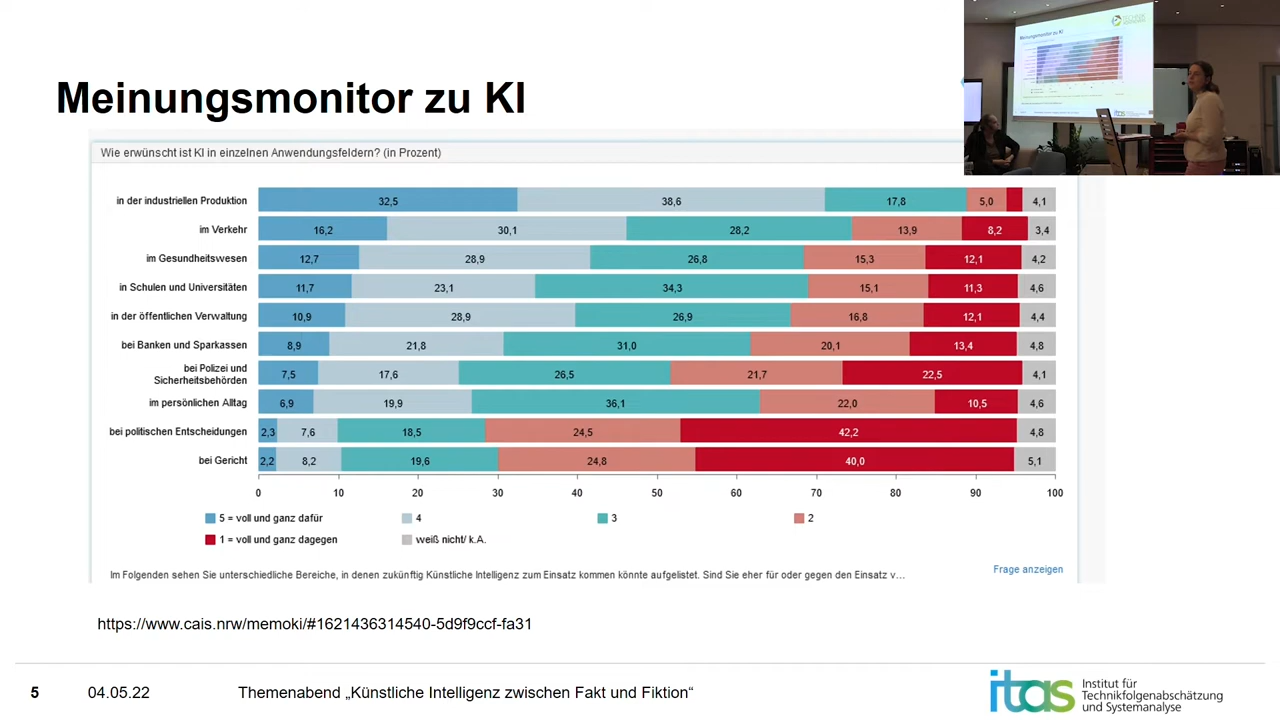 Meinungsmonitor zu KI
Wie erwünscht ist KI in einzelnen Anwendungsfeldern? (in Prozent)
in der industriellen Produktion 32,5 38,6 17,8 5,0 4,1
im Verkehr 16,2 30,1 28,2 13,9 8,2 3,4
im Gesundheitswesen 12,7 28,9 26,8 15,3 12,1 4,2
in Schulen und Universitäten 11,7 23,1 34,3 15,1 11,3 4,6
in der öffentlichen Verwaltung 10,9 28,9 26,9 16,8 12,1 4,4
bei Banken und Sparkassen 8,9 21,8 31,0 20,1 13,4 4,8
bei Polizei und
Sicherheitsbehörden 7,5 17,6 26,5 21,7 22,5 4,1
im persönlichen Alltag 6,9 19,9 36,1 22,0 10,5 4,6
bei politischen Entscheidungen 2,3 7,6 18,5 24,5 42,2 4,8
bei Gericht 2,2 8,2 19,6 24,8 40,0 5,1
0 10 20 30 40 50 60 70 80 90 100
5 = voll und ganz dafür 4 3 2
1 = voll und ganz dagegen weiß nicht/ k.A.
Im Folgenden sehen Sie unterschiedliche Bereiche, in denen zukünftig Künstliche Intelligenz zum Einsatz kommen könnte aufgelistet. Sind Sie eher für oder gegen den Einsatz v...
Frage anzeigen
https://www.cais.nrw/memoki/#1621436314540-5d9f9ccf-fa31
5 04.05.22 Themenabend „Künstliche Intelligenz zwischen Fakt und Fiktion“
itas
Institut für
Technikfolgenabschätzung
und Systemanalyse
Meinungsmonitor zu KI
itas